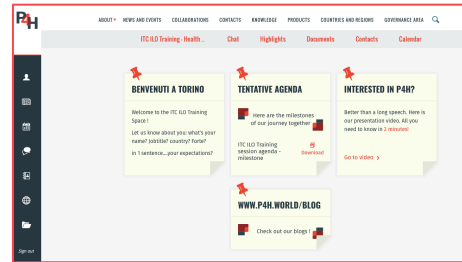 P4H
ABOUT NEWS AND EVENTS COLLABORATIONS CONTACTS KNOWLEDGE PRODUCTS COUNTRIES AND REGIONS GOVERNANCE AREA
ITC ILO Training - Health .. Chat Highlights Documents Contacts Calendar
BENVENUTI A TORINO
Welcome to the ITC ILO Training
Space !
Let us know about you: what's your
name? Jobtitle? country? Forte?
in 1 sentence....your expectations?
TENTATIVE AGENDA
Here are the milestones
of our journey together
ITC ILO Training
session agenda -
milestone
Download
INTERESTED IN P4H?
Better than a long speech. Here is
our presentation video. All you
need to know in 2 minutes!
Go to video
WWW.P4H.WORLD/BLOG
Check out our blogs !
Sign out